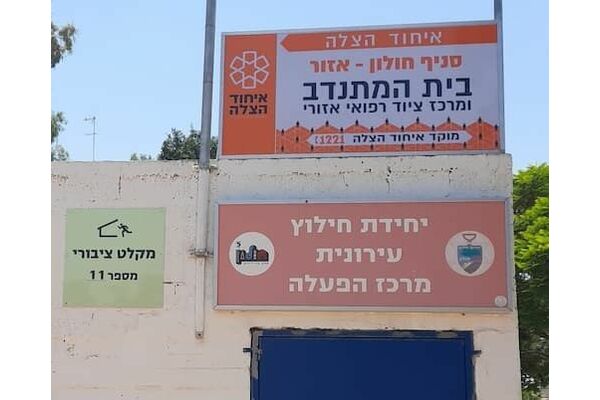 איחוד הצלה
סניף חולון - אזור
בית המתנדב
ומרכז ציוד רפואי אזורי
מוקד איחוד הצלה 1221
איחוד
הצלה
יחידת חילוץ
עירונית
מרכז הפעלה
מקלט ציבורי
מספר 11